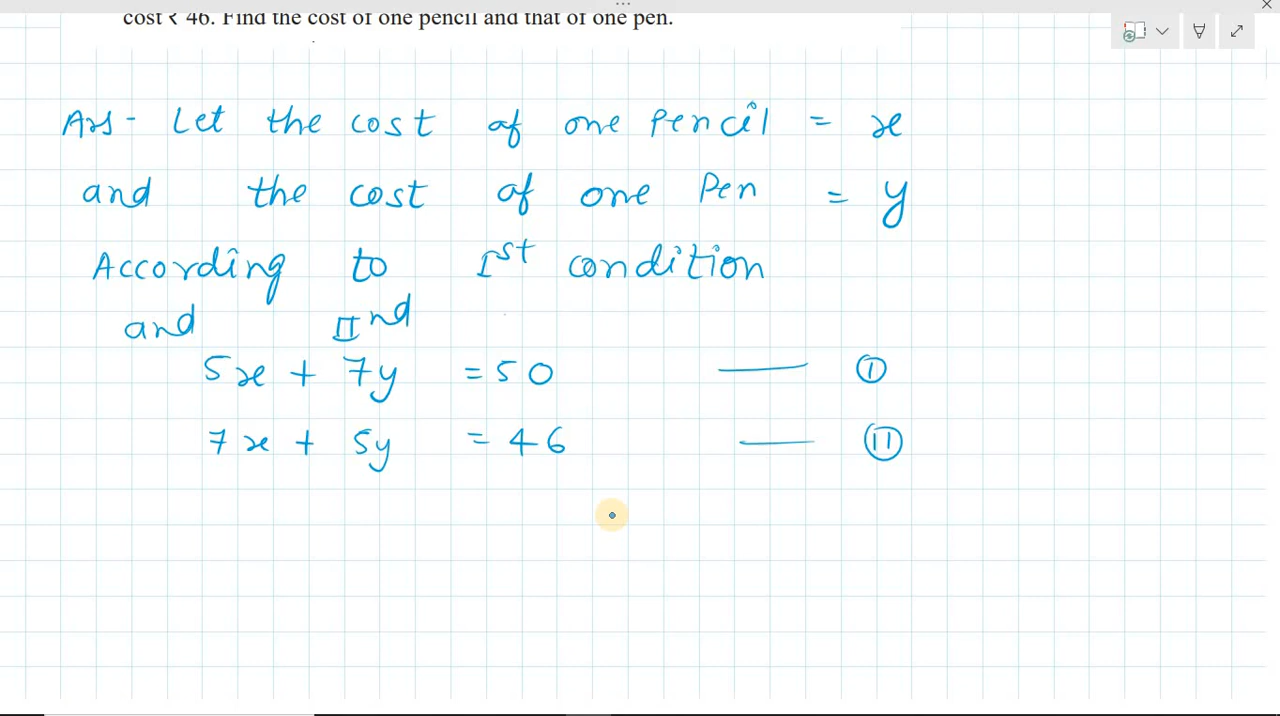 cost ₹ 46. Find the cost of one pencil and that of one pen.
Ans - Let the cost of one Pencil = x
and the cost of one Pen = y
According to Ist condition
and IInd
5x + 7y = 50 —— I
7x + 5y = 46 —— II